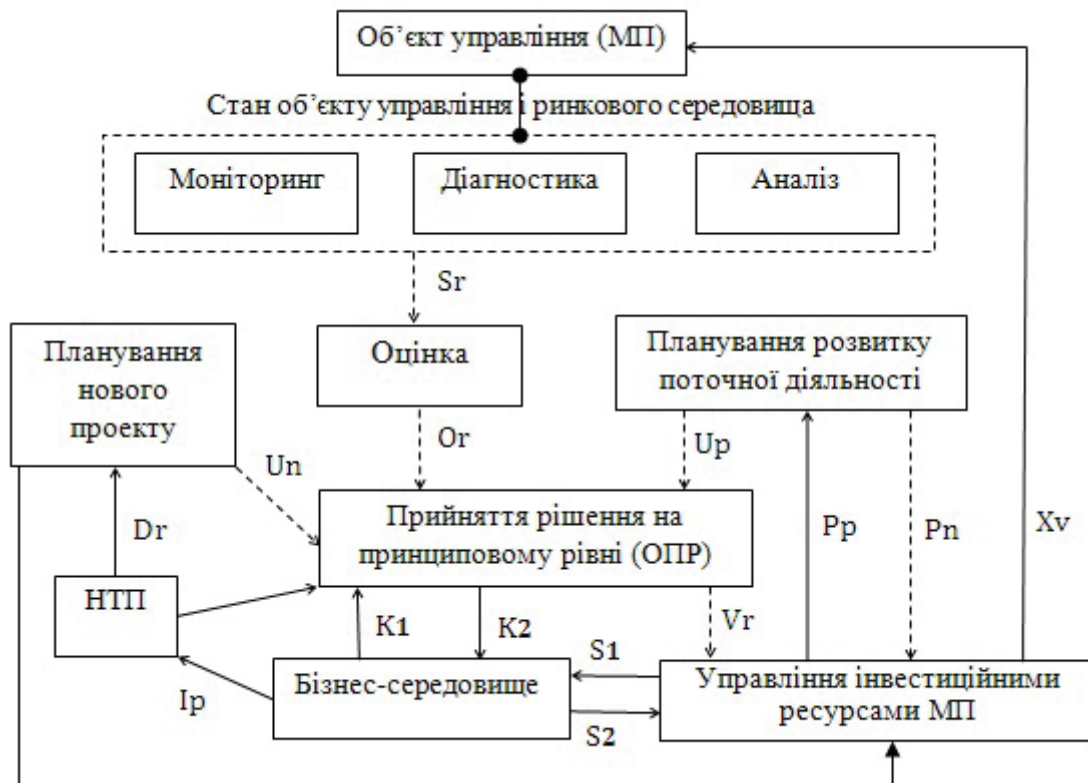 Об’єкт управління (МП)
Стан об’єкту управління і ринкового середовища
Моніторинг
Діагностика
Аналіз
Sr
Планування
нового
проекту
Оцінка
Планування розвитку
поточної діяльності
Un
Or
Up
Dr
Прийняття рішення на
принциповому рівні (ОПР)
Pp
Pn
Xv
НТП
K1
K2
Vr
Ip
Бізнес-середовище
S1
S2
Управління інвестиційними
ресурсами МП